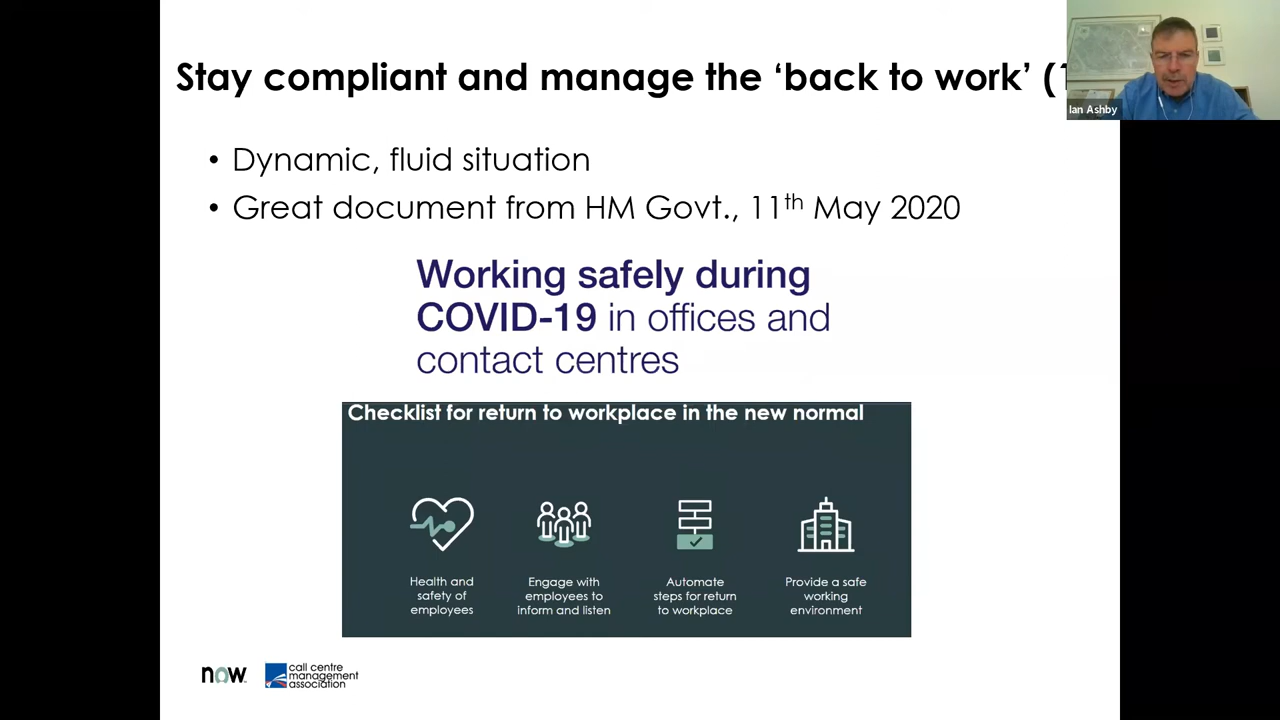 Stay compliant and manage the ‘back to work’ (1
Ian Ashby
• Dynamic, fluid situation
• Great document from HM Govt., 11th May 2020
Working safely during
COVID-19 in offices and
contact centres
Checklist for return to workplace in the new normal
Health and
safety of
employees
Engage with
employees to
inform and listen
Automate
steps for return
to workplace
Provide a safe
working
environment
now.
call centre
management
association